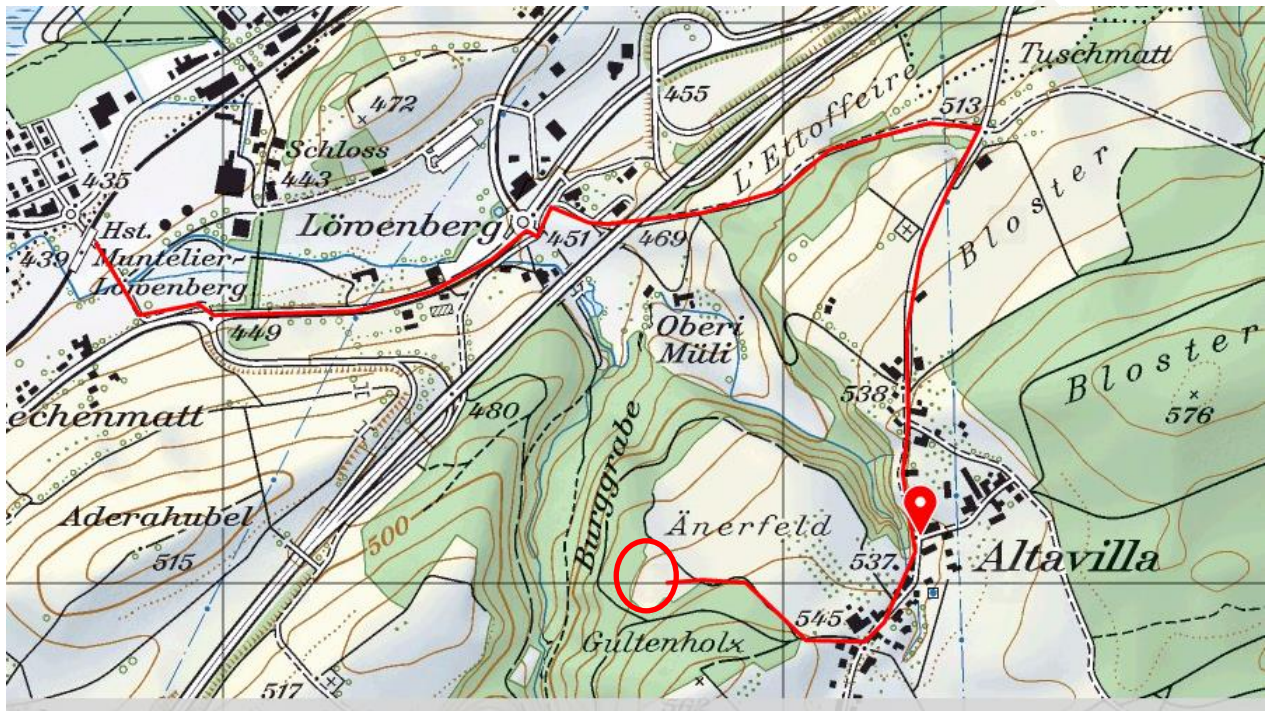 Tuschmatt
513
455
472
L'Ettoffeire
Schloss
443
435
Hst.
Muntelier-
Löwenberg
439
Löwenberg
451
469
Bloster
449
Oberi
Müli
538
Bloster
576
echenmatt
480
Burggrabe
Aderahubel
515
500
Änerfeld
537
Altavilla
545
Gultenholz
517